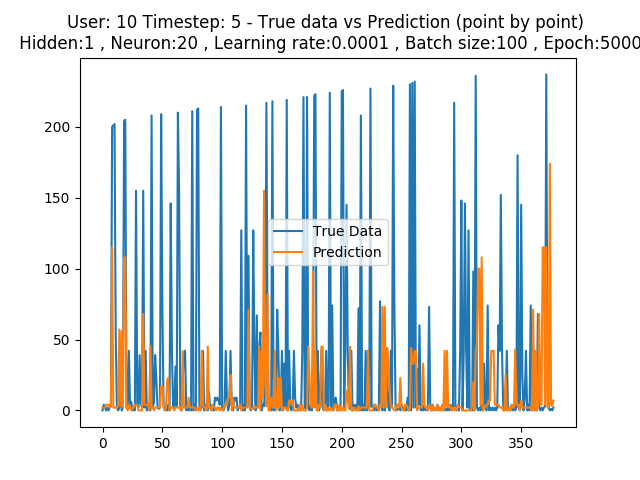 User: 10 Timestep: 5 - True data vs Prediction (point by point)
Hidden:1 , Neuron:20 , Learning rate:0.0001 , Batch size:100 , Epoch:5000
200
150
100
50
0
True Data
Prediction
0 50 100 150 200 250 300 350